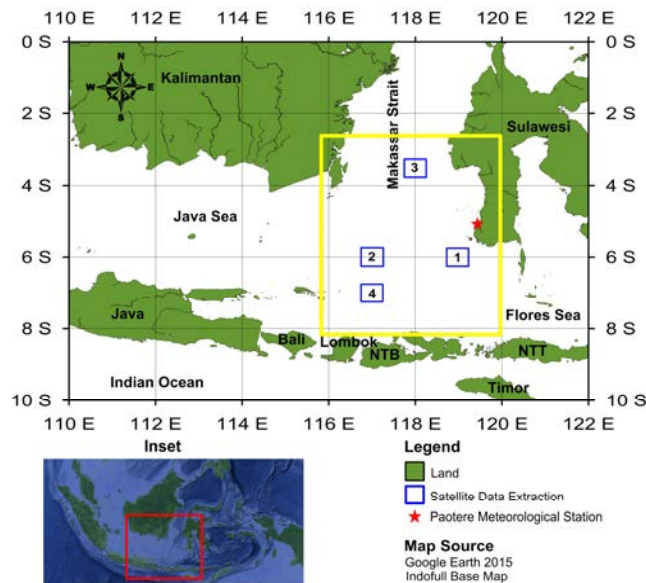 110 E 112 E 114 E 116 E 118 E 120 E 122 E
0 S 0 S
N
W E
S
Kalimantan
Makassar Strait
2 S 2 S
Sulawesi
3
4 S 4 S
Java Sea
6 S 2 1 6 S
4
Java
Flores Sea
8 S 8 S
Bali Lombok
NTB NTT
Indian Ocean
Timor
10 S 10 S
110 E 112 E 114 E 116 E 118 E 120 E 122 E
Inset
Legend
Land
Satellite Data Extraction
Paotere Meteorological Station
Map Source
Google Earth 2015
Indofull Base Map